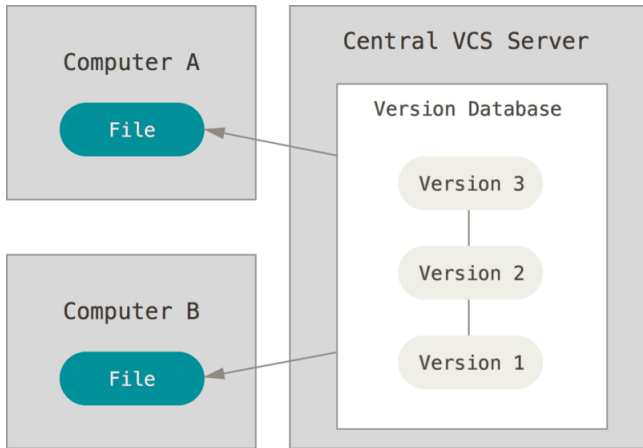 Computer A
File
Computer B
File
Central VCS Server
Version Database
Version 3
Version 2
Version 1